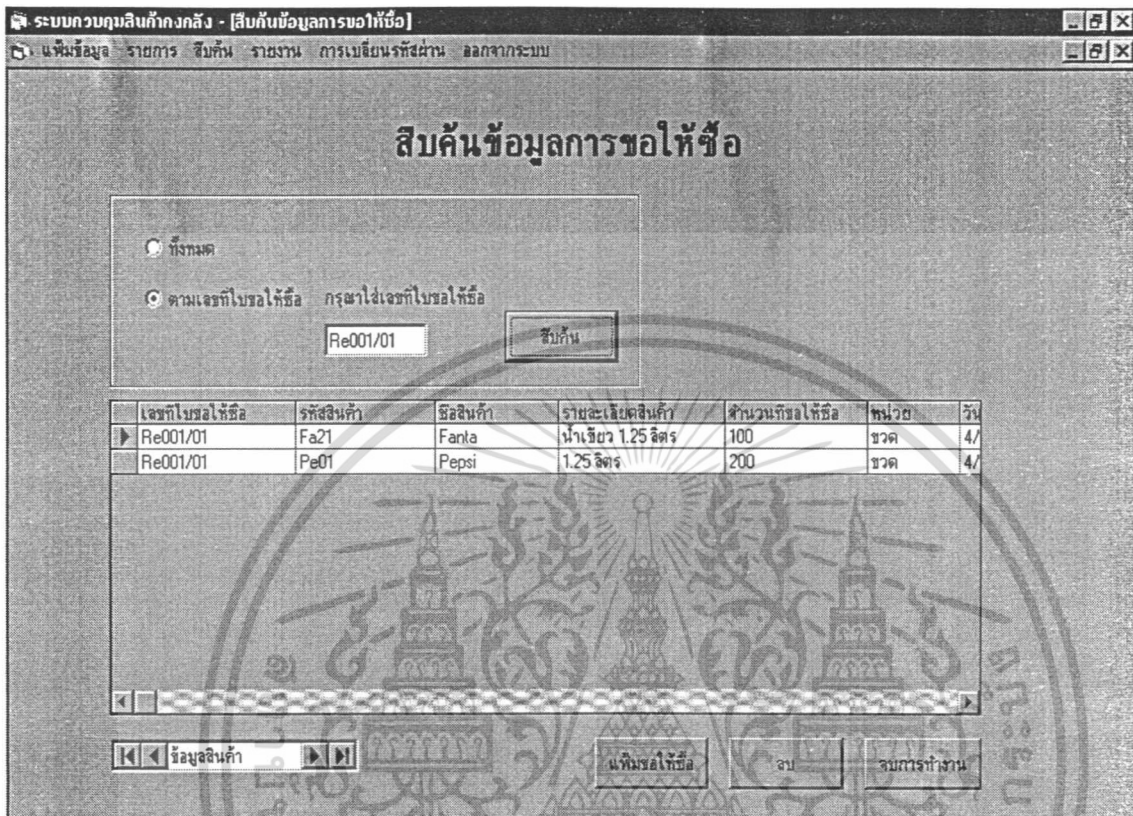 ระบบควบคุมสินค้าคงคลัง - [สืบค้นข้อมูลการขอให้ซื้อ]
แฟ้มข้อมูล รายการ สืบค้น รายงาน การเปลี่ยนรหัสผ่าน ออกจากระบบ
สืบค้นข้อมูลการขอให้ซื้อ
ทั้งหมด
ตามเลขที่ใบขอให้ซื้อ กรุณาใส่เลขที่ใบขอให้ซื้อ
Re001/01 สืบค้น
เลขที่ใบขอให้ซื้อ รหัสสินค้า ชื่อสินค้า รายละเอียดสินค้า จำนวนที่ขอให้ซื้อ หน่วย วัน
Re001/01 Fa21 Fanta น้ำเขียว 1.25 ลิตร 100 ขวด 4/
Re001/01 Pe01 Pepsi 1.25 ลิตร 200 ขวด 4/
ข้อมูลสินค้า เพิ่มขอให้ซื้อ ลบ จบการทำงาน